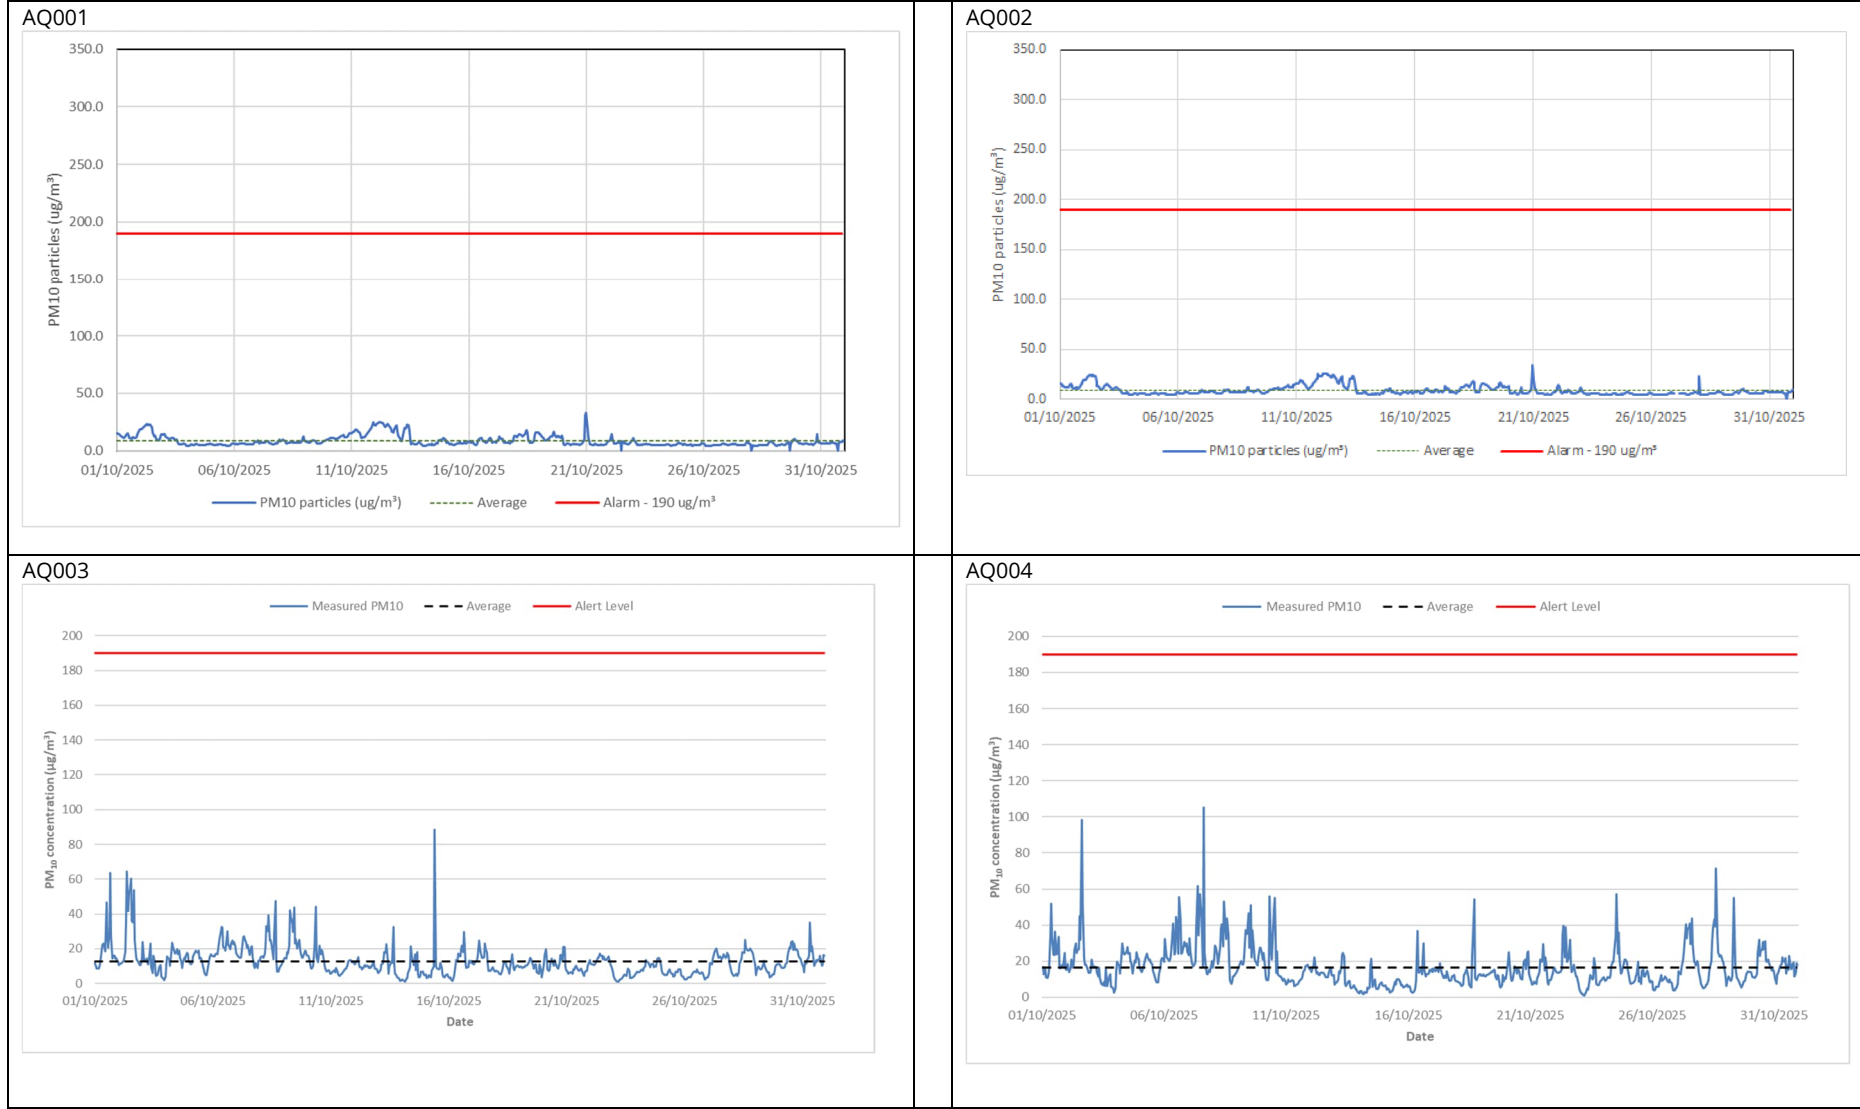 AQ001
350.0
300.0
250.0
200.0
150.0
100.0
50.0
0.0
PM10 particles (ug/m³)
01/10/2025 06/10/2025 11/10/2025 16/10/2025 21/10/2025 26/10/2025 31/10/2025
PM10 particles (ug/m³) Average Alarm - 190 ug/m³
AQ002
350.0
300.0
250.0
200.0
150.0
100.0
50.0
0.0
PM10 particles (ug/m³)
01/10/2025 06/10/2025 11/10/2025 16/10/2025 21/10/2025 26/10/2025 31/10/2025
PM10 particles (ug/m³) Average Alarm - 190 ug/m³
AQ003
Measured PM10 Average Alert Level
200
180
160
140
120
100
80
60
40
20
0
PM₁₀ concentration (µg/m³)
01/10/2025 06/10/2025 11/10/2025 16/10/2025 21/10/2025 26/10/2025 31/10/2025
Date
AQ004
Measured PM10 Average Alert Level
200
180
160
140
120
100
80
60
40
20
0
PM₁₀ concentration (µg/m³)
01/10/2025 06/10/2025 11/10/2025 16/10/2025 21/10/2025 26/10/2025 31/10/2025
Date